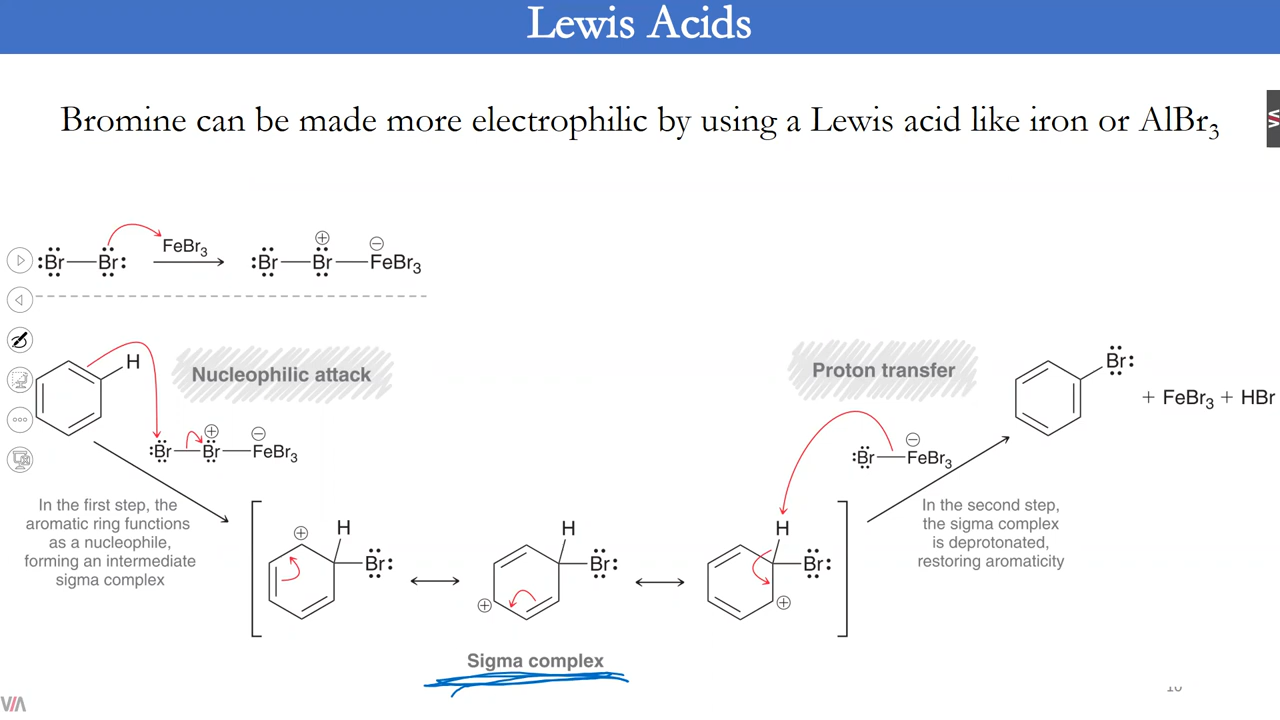 Lewis Acids
Bromine can be made more electrophilic by using a Lewis acid like iron or AlBr₃
:Br—Br: FeBr₃ :Br—Br—FeBr₃
⊕ ⊖
H
Nucleophilic attack
:Br—Br—FeBr₃
⊕ ⊖
In the first step, the
aromatic ring functions
as a nucleophile,
forming an intermediate
sigma complex
⊕ H Br:
H Br: ⊕
H Br: ⊕
Sigma complex
Proton transfer
:Br—FeBr₃
⊖
In the second step,
the sigma complex
is deprotonated,
restoring aromaticity
Br:
+ FeBr₃ + HBr
VIA